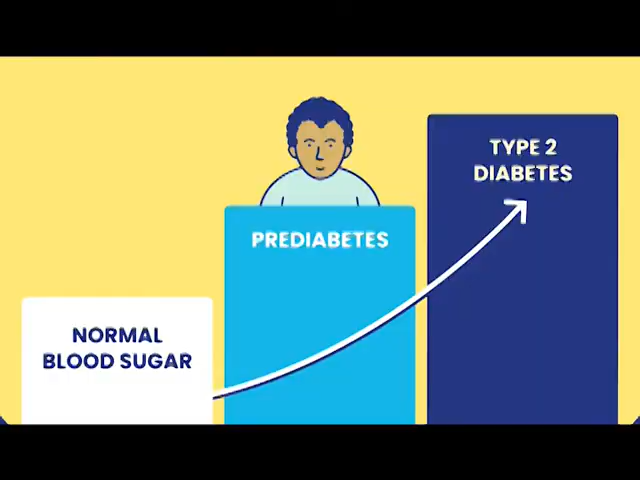 NORMAL
BLOOD SUGAR
PREDIABETES
TYPE 2
DIABETES